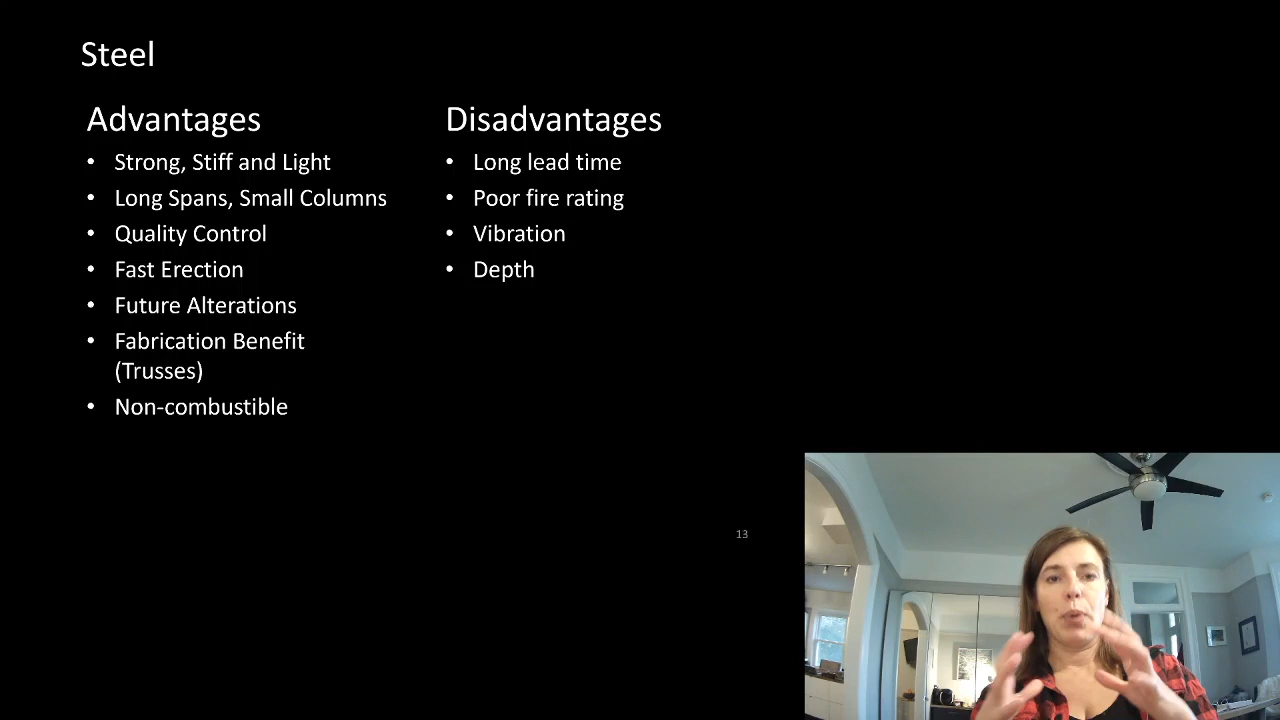 Steel
Advantages
• Strong, Stiff and Light
• Long Spans, Small Columns
• Quality Control
• Fast Erection
• Future Alterations
• Fabrication Benefit
(Trusses)
• Non-combustible
Disadvantages
• Long lead time
• Poor fire rating
• Vibration
• Depth
13